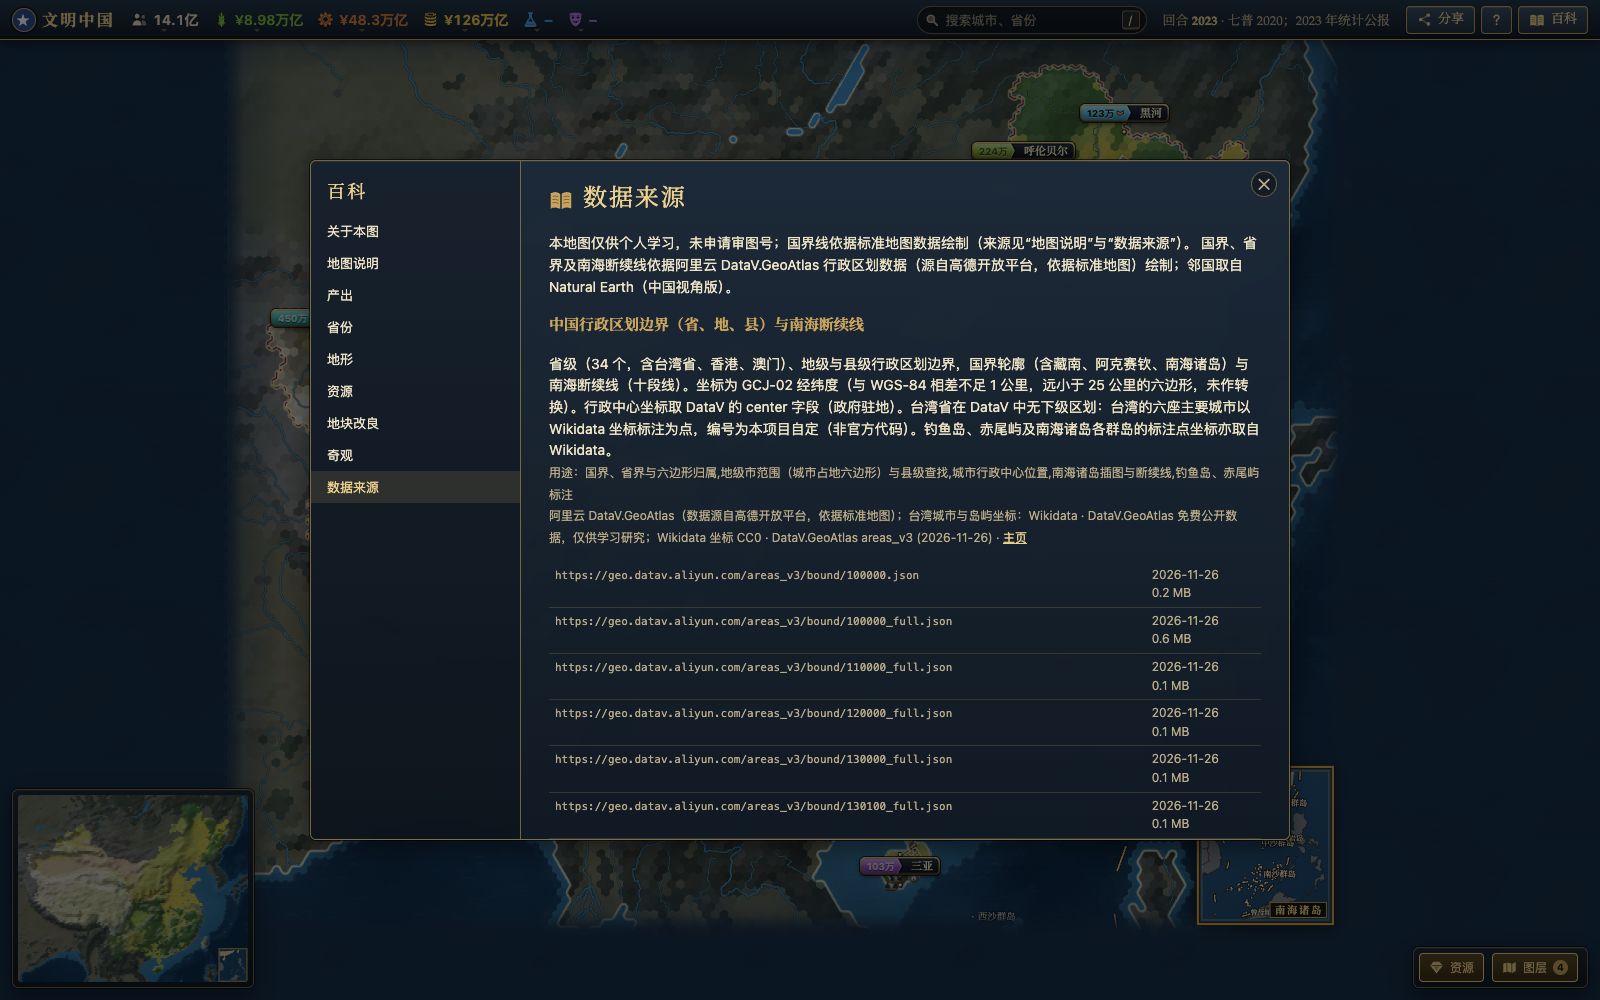 文明中国
14.1亿
¥8.98万亿
¥48.3万亿
¥126万亿
–
–
搜索城市、省份
/
回合 2023 · 七普 2020；2023 年统计公报
分享
?
百科
123万
黑河
224万
呼伦贝尔
450万
百科
关于本图
地图说明
产出
省份
地形
资源
地块改良
奇观
数据来源
数据来源
本地图仅供个人学习，未申请审图号；国界线依据标准地图数据绘制（来源见“地图说明”与“数据来源”）。国界、省
界及南海断续线依据阿里云 DataV.GeoAtlas 行政区划数据（源自高德开放平台，依据标准地图）绘制；邻国取自
Natural Earth（中国视角版）。
中国行政区划边界（省、地、县）与南海断续线
省级（34 个，含台湾省、香港、澳门）、地级与县级行政区划边界，国界轮廓（含藏南、阿克赛钦、南海诸岛）与
南海断续线（十段线）。坐标为 GCJ-02 经纬度（与 WGS-84 相差不足 1 公里，远小于 25 公里的六边形，未作转
换）。行政中心坐标取 DataV 的 center 字段（政府驻地）。台湾省在 DataV 中无下级区划：台湾的六座主要城市以
Wikidata 坐标标注为点，编号为本项目自定（非官方代码）。钓鱼岛、赤尾屿及南海诸岛各群岛的标注点坐标亦取自
Wikidata。
用途：国界、省界与六边形归属,地级市范围（城市占地六边形）与县级查找,城市行政中心位置,南海诸岛插图与断续线,钓鱼岛、赤尾屿
标注
阿里云 DataV.GeoAtlas（数据源自高德开放平台，依据标准地图）；台湾城市与岛屿坐标：Wikidata · DataV.GeoAtlas 免费公开数
据，仅供学习研究；Wikidata 坐标 CC0 · DataV.GeoAtlas areas_v3 (2026-11-26) · 主页
https://geo.datav.aliyun.com/areas_v3/bound/100000.json
2026-11-26
0.2 MB
https://geo.datav.aliyun.com/areas_v3/bound/100000_full.json
2026-11-26
0.6 MB
https://geo.datav.aliyun.com/areas_v3/bound/110000_full.json
2026-11-26
0.1 MB
https://geo.datav.aliyun.com/areas_v3/bound/120000_full.json
2026-11-26
0.1 MB
https://geo.datav.aliyun.com/areas_v3/bound/130000_full.json
2026-11-26
0.1 MB
https://geo.datav.aliyun.com/areas_v3/bound/130100_full.json
2026-11-26
0.1 MB
103万
三亚
西沙群岛
群岛
中沙群岛
南沙群岛
南海诸岛
资源
图层 4